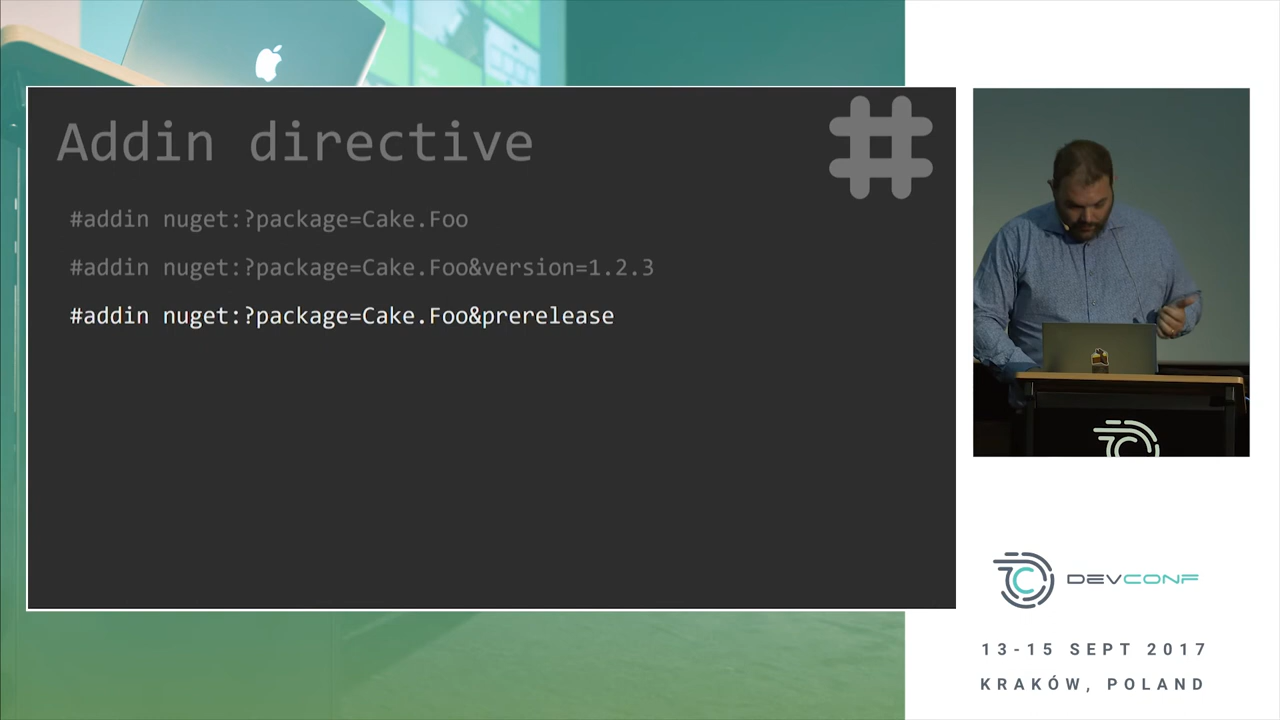 Addin directive
#addin nuget:?package=Cake.Foo
#addin nuget:?package=Cake.Foo&version=1.2.3
#addin nuget:?package=Cake.Foo&prerelease
DEVCONF
13-15 SEPT 2017
KRAKÓW, POLAND